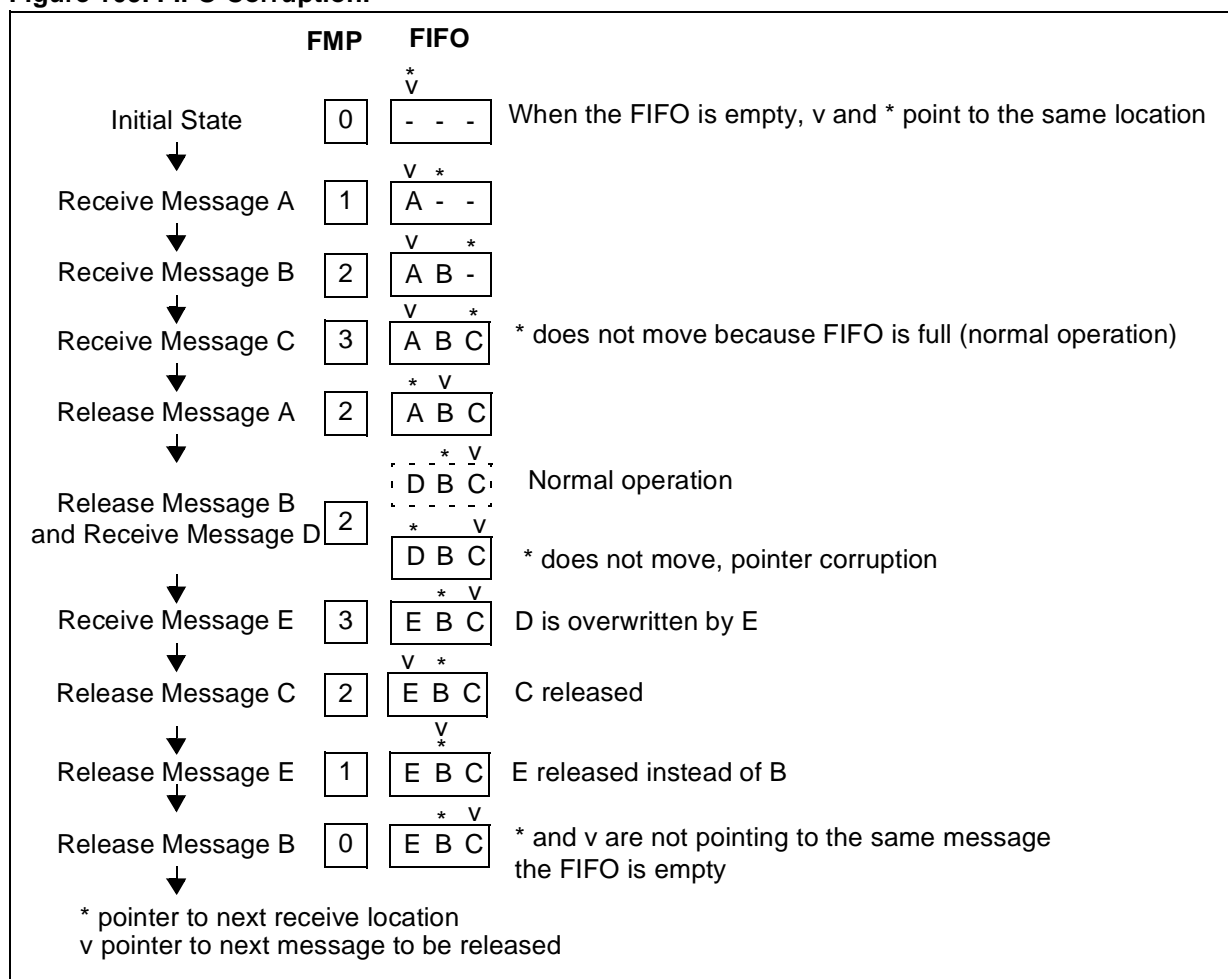 FMP FIFO
*
v
Initial State 0 - - - When the FIFO is empty, v and * point to the same location
v *
Receive Message A 1 A - -
v *
Receive Message B 2 A B -
v *
Receive Message C 3 A B C * does not move because FIFO is full (normal operation)
* v
Release Message A 2 A B C
* v
D B C Normal operation
Release Message B
and Receive Message D 2
* v
D B C * does not move, pointer corruption
* v
Receive Message E 3 E B C D is overwritten by E
v *
Release Message C 2 E B C C released
v
*
Release Message E 1 E B C E released instead of B
* v
Release Message B 0 E B C * and v are not pointing to the same message
the FIFO is empty
* pointer to next receive location
v pointer to next message to be released